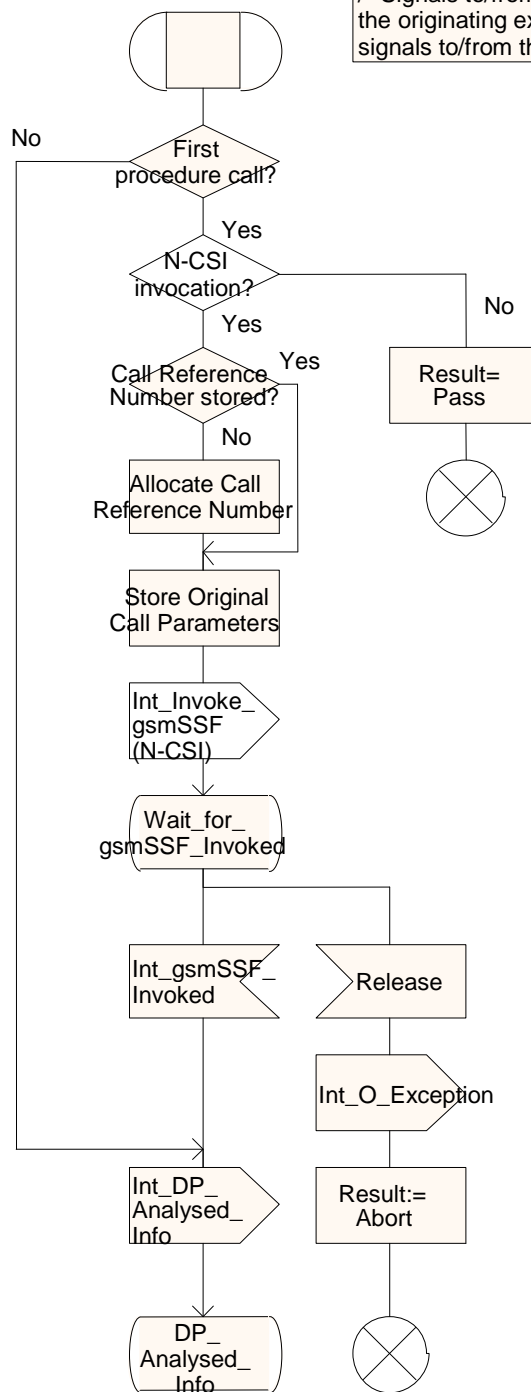 /* Signals to/from
the originating ex
signals to/from th
No
First
procedure call?
Yes
N-CSI
invocation?
No
Yes
Call Reference
Number stored?
Yes
No
Result=
Pass
Allocate Call
Reference Number
Store Original
Call Parameters
Int_Invoke_
gsmSSF
(N-CSI)
Wait_for_
gsmSSF_Invoked
Int_gsmSSF_
Invoked
Release
Int_O_Exception
Int_DP_
Analysed_
Info
Result:=
Abort
DP_
Analysed_
Info